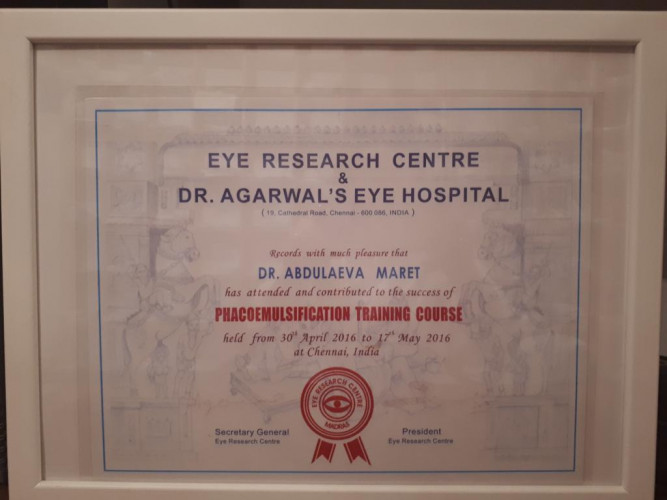 EYE RESEARCH CENTRE
&
DR. AGARWAL'S EYE HOSPITAL
( 19, Cathedral Road, Chennai - 600 086, INDIA )
Records with much pleasure that
DR. ABDULAEVA MARET
has attended and contributed to the success of
PHACOEMULSIFICATION TRAINING COURSE
held from 30th April 2016 to 17th May 2016
at Chennai, India
EYE RESEARCH CENTRE
MADRAS
Secretary General
Eye Research Centre
President
Eye Research Centre